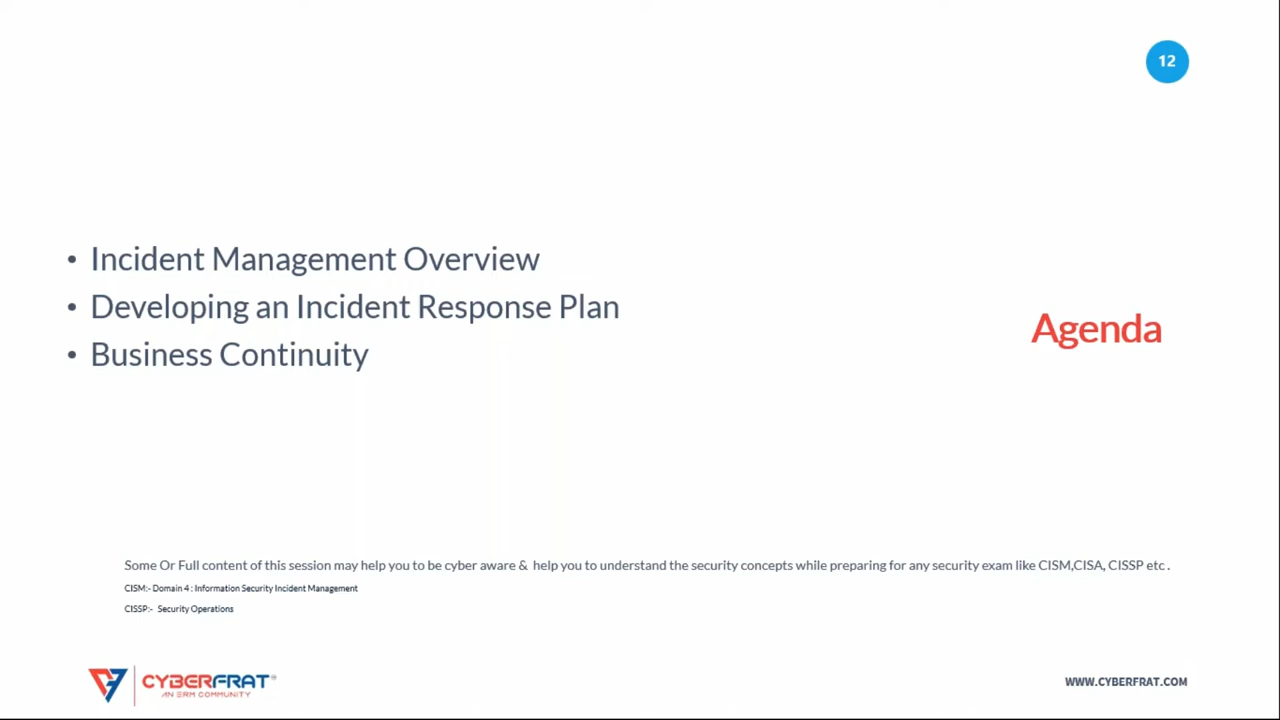 12
• Incident Management Overview
• Developing an Incident Response Plan
• Business Continuity
Agenda
Some Or Full content of this session may help you to be cyber aware & help you to understand the security concepts while preparing for any security exam like CISM,CISA, CISSP etc .
CISM:- Domain 4 : Information Security Incident Management
CISSP:- Security Operations
CYBERFRAT
AN ERM COMMUNITY
WWW.CYBERFRAT.COM